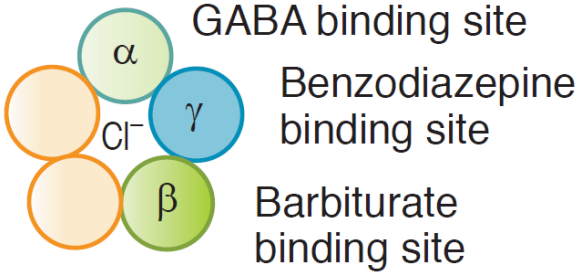 GABA binding site
α
Benzodiazepine
binding site
γ
Cl⁻
β
Barbiturate
binding site